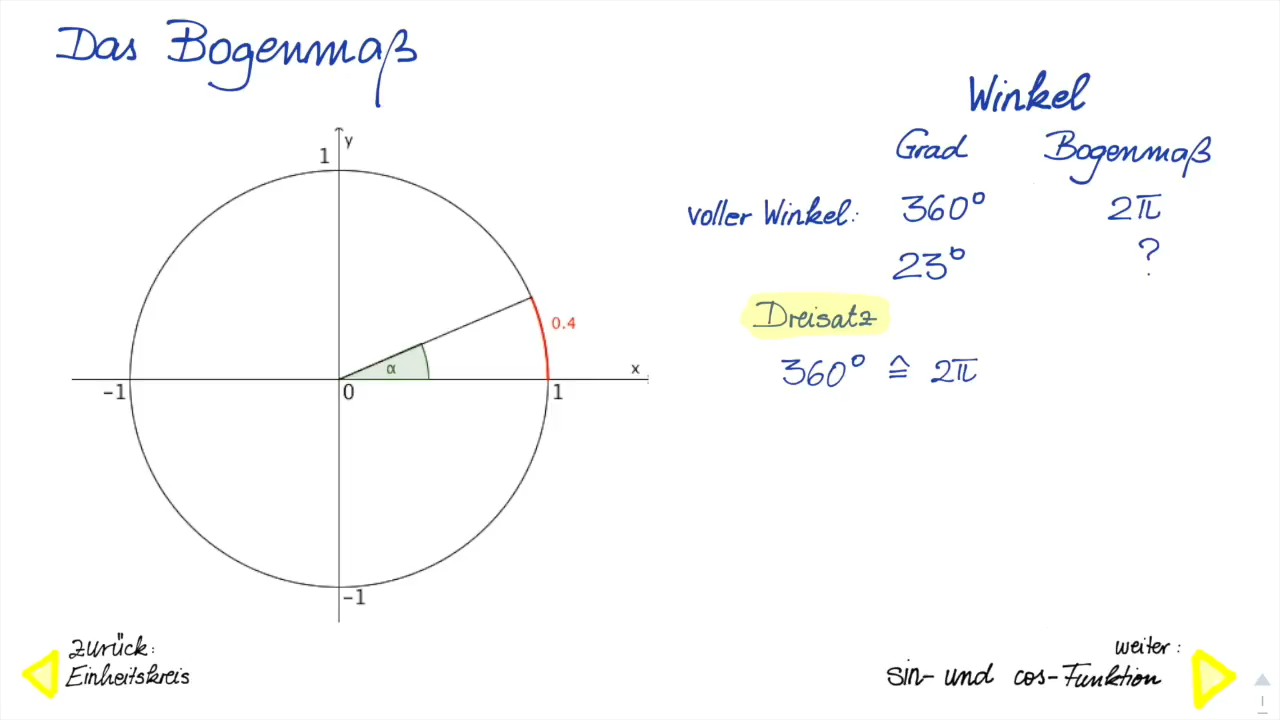 Das Bogenmaß
Winkel
Grad Bogenmaß
voller Winkel: 360° 2π
23° ?
Dreisatz
360° ≙ 2π
y
1
0.4
α
x
-1 0 1
-1
zurück:
Einheitskreis
weiter:
sin- und cos-Funktion